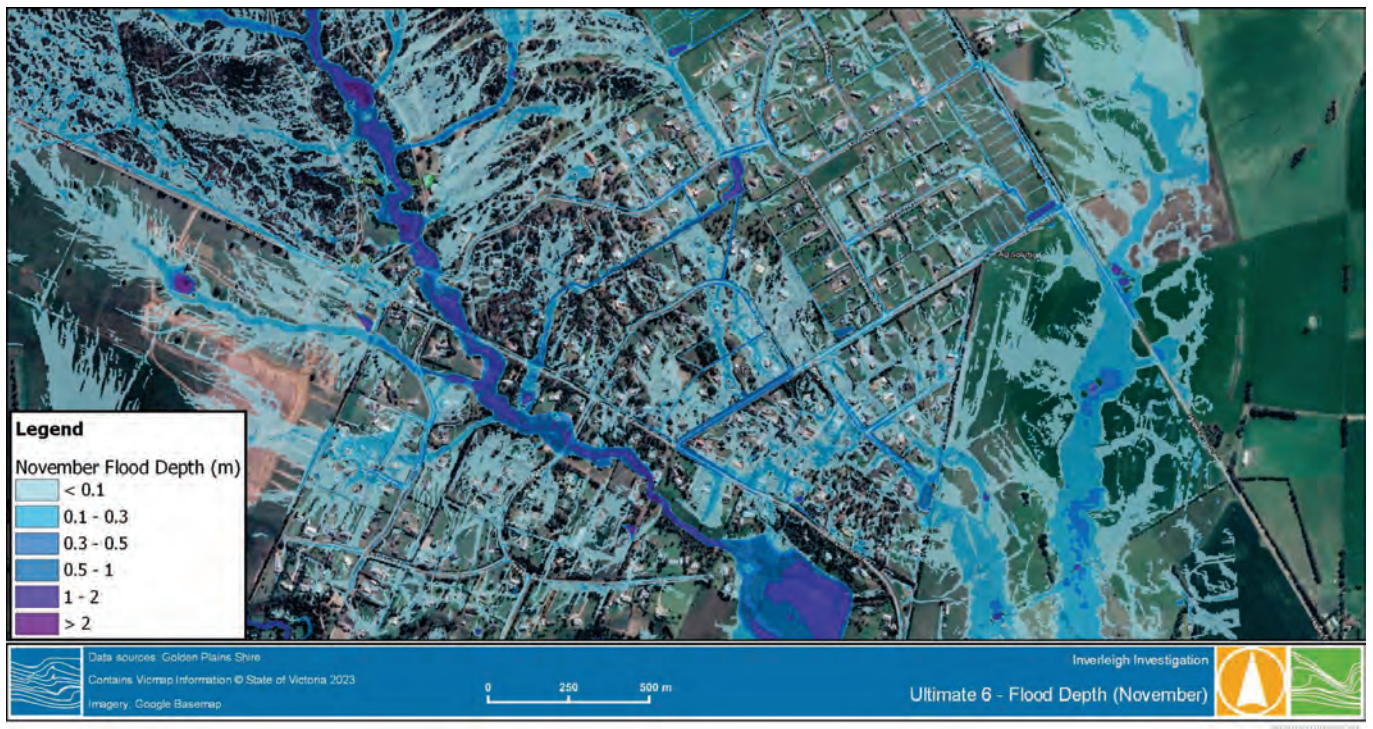 Legend
November Flood Depth (m)
< 0.1
0.1 - 0.3
0.3 - 0.5
0.5 - 1
1 - 2
> 2
Data sources: Golden Plains Shire
Contains Vicmap Information © State of Victoria 2023
Imagery: Google Basemap
0 250 500 m
Inverleigh Investigation
Ultimate 6 - Flood Depth (November)